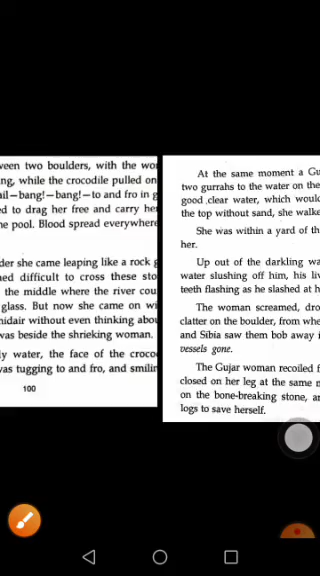 ween two boulders, with the wo
ng, while the crocodile pulled on
ail—bang!—bang!—to and fro in g
ed to drag her free and carry he
he pool. Blood spread everywhere
der she came leaping like a rock g
ned difficult to cross these sto
the middle where the river cou
glass. But now she came on wi
midair without even thinking abou
was beside the shrieking woman.
ly water, the face of the croco
vas tugging to and fro, and smilin
100
At the same moment a Gu
two gurrahs to the water on the
good clear water, which woul
the top without sand, she walke
She was within a yard of th
her.
Up out of the darkling wa
water slushing off him, his liv
teeth flashing as he slashed at h
The woman screamed, dro
clatter on the boulder, from whe
and Sibia saw them bob away i
vessels gone.
The Gujar woman recoiled f
closed on her leg at the same m
on the bone-breaking stone, a
logs to save herself.